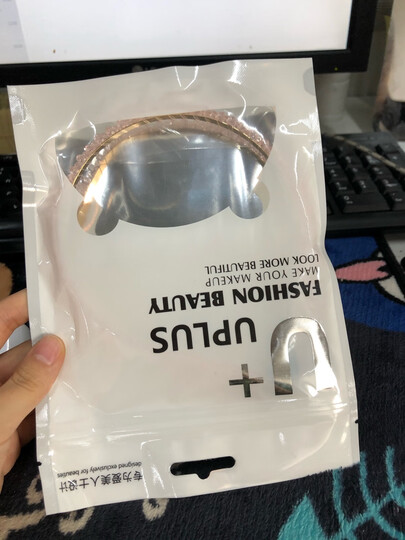 专为爱美人士设计
designed exclusively for beauties
U+
UPLUS
FASHION BEAUTY
MAKE YOUR MAKEUP
LOOK MORE BEAUTIFUL